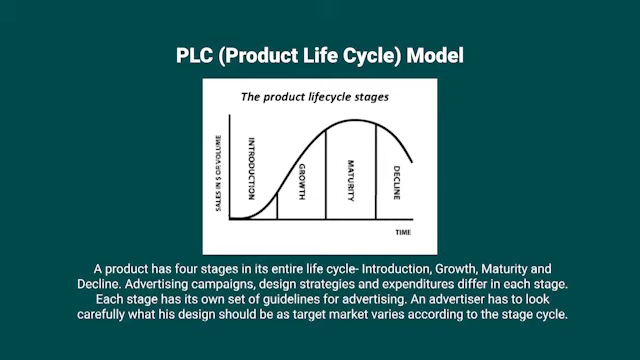 PLC (Product Life Cycle) Model
The product lifecycle stages
SALES IN $ OR VOLUME
INTRODUCTION
GROWTH
MATURITY
DECLINE
TIME
A product has four stages in its entire life cycle- Introduction, Growth, Maturity and
Decline. Advertising campaigns, design strategies and expenditures differ in each stage.
Each stage has its own set of guidelines for advertising. An advertiser has to look
carefully what his design should be as target market varies according to the stage cycle.